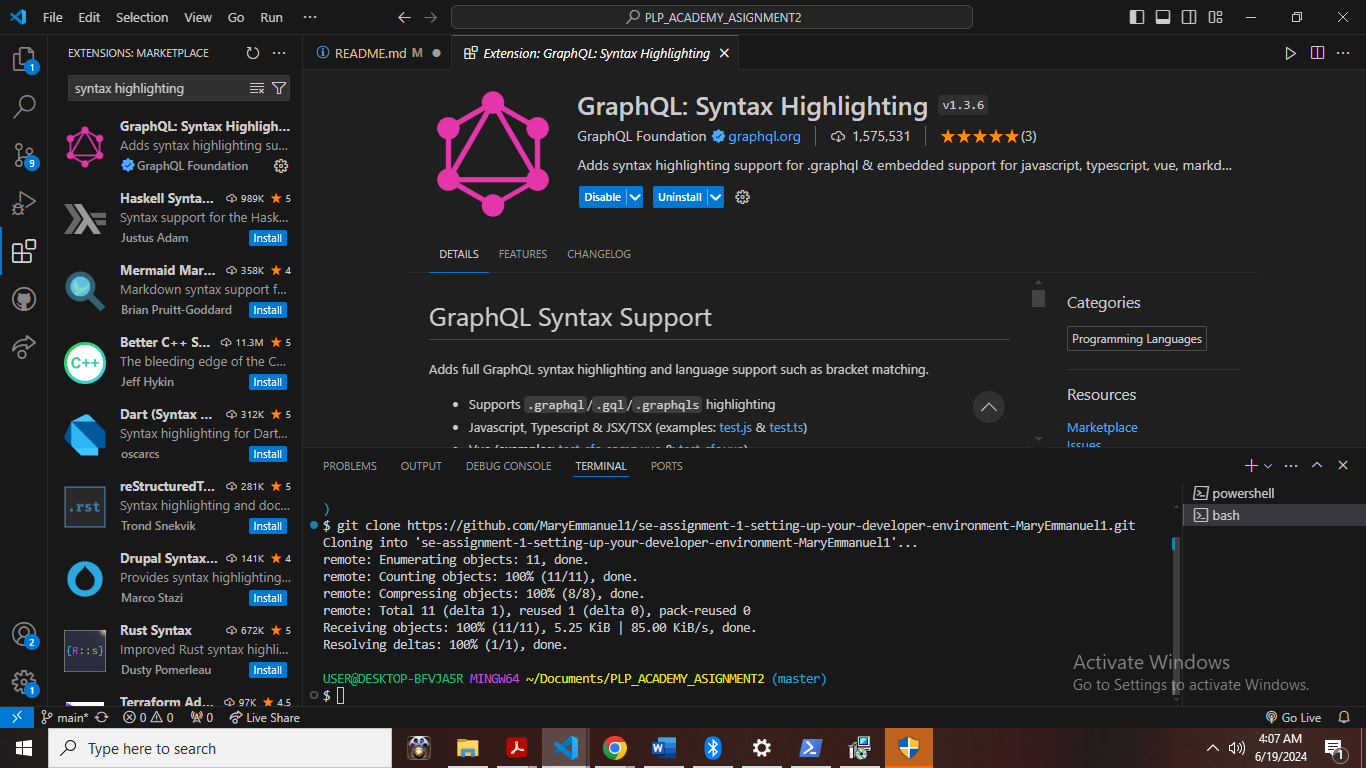 File Edit Selection View Go Run ··· PLP_ACADEMY_ASIGNMENT2
EXTENSIONS: MARKETPLACE ···
syntax highlighting
GraphQL: Syntax Highligh...
Adds syntax highlighting su...
GraphQL Foundation
Haskell Synta... 989K ★ 5
Syntax support for the Hask...
Justus Adam Install
Mermaid Mar... 358K ★ 4
Markdown syntax support f...
Brian Pruitt-Goddard Install
C++
Better C++ S... 11.3M ★ 5
The bleeding edge of the C...
Jeff Hykin Install
Dart (Syntax ... 312K ★ 5
Syntax highlighting for Dart...
oscarcs Install
.rst
reStructuredT... 281K ★ 5
Syntax highlighting and doc...
Trond Snekvik Install
Drupal Syntax... 141K ★ 4
Provides syntax highlighting...
Marco Stazi Install
{R::s}
Rust Syntax 672K ★ 5
Improved Rust syntax highli...
Dusty Pomerleau Install
Terraform Ad... 97K ★ 4.5
1
9
2
1
README.md M ● Extension: GraphQL: Syntax Highlighting
GraphQL: Syntax Highlighting v1.3.6
GraphQL Foundation graphql.org 1,575,531 ★★★★★(3)
Adds syntax highlighting support for .graphql & embedded support for javascript, typescript, vue, markd...
Disable Uninstall
DETAILS FEATURES CHANGELOG
GraphQL Syntax Support
Adds full GraphQL syntax highlighting and language support such as bracket matching.
• Supports .graphql/.gql/.graphqls highlighting
• Javascript, Typescript & JSX/TSX (examples: test.js & test.ts)
Categories
Programming Languages
Resources
Marketplace
Issues
PROBLEMS OUTPUT DEBUG CONSOLE TERMINAL PORTS
powershell
bash
)
$ git clone https://github.com/MaryEmmanuel1/se-assignment-1-setting-up-your-developer-environment-MaryEmmanuel1.git
Cloning into 'se-assignment-1-setting-up-your-developer-environment-MaryEmmanuel1'...
remote: Enumerating objects: 11, done.
remote: Counting objects: 100% (11/11), done.
remote: Compressing objects: 100% (8/8), done.
remote: Total 11 (delta 1), reused 1 (delta 0), pack-reused 0
Receiving objects: 100% (11/11), 5.25 KiB | 85.00 KiB/s, done.
Resolving deltas: 100% (1/1), done.
USER@DESKTOP-BFVJA5R MINGW64 ~/Documents/PLP_ACADEMY_ASIGNMENT2 (master)
$
Activate Windows
Go to Settings to activate Windows.
main* 0 0 0 Live Share Go Live
Type here to search
4:07 AM
6/19/2024
1